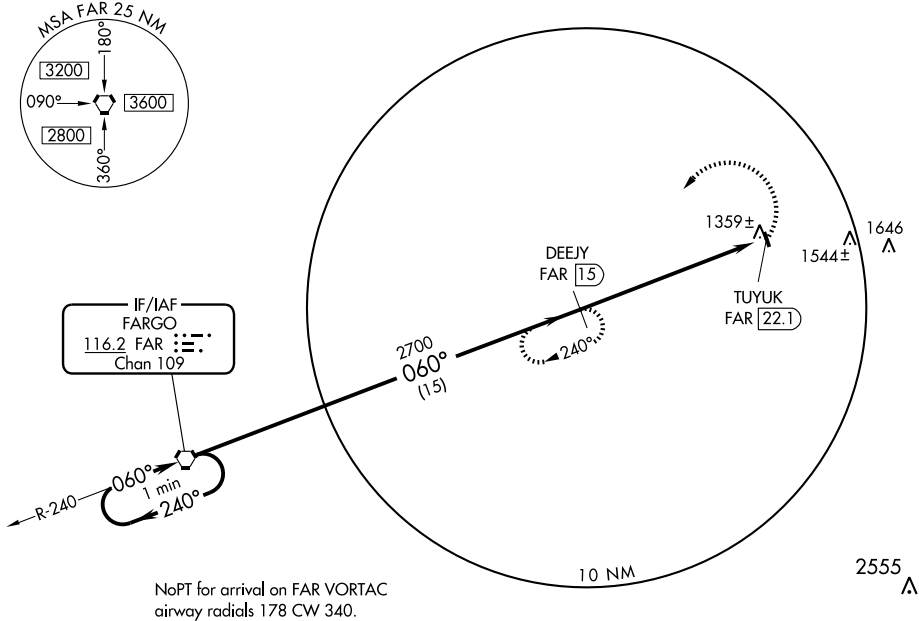 MSA FAR 25 NM
180°
3200
090°
3600
2800
360°
1359±
1646
1544±
DEEJY
FAR 15
TUYUK
FAR 22.1
IF/IAF
FARGO
116.2 FAR
Chan 109
2700
060°
(15)
240°
060°
1 min
240°
R-240
10 NM
2555
NoPT for arrival on FAR VORTAC
airway radials 178 CW 340.